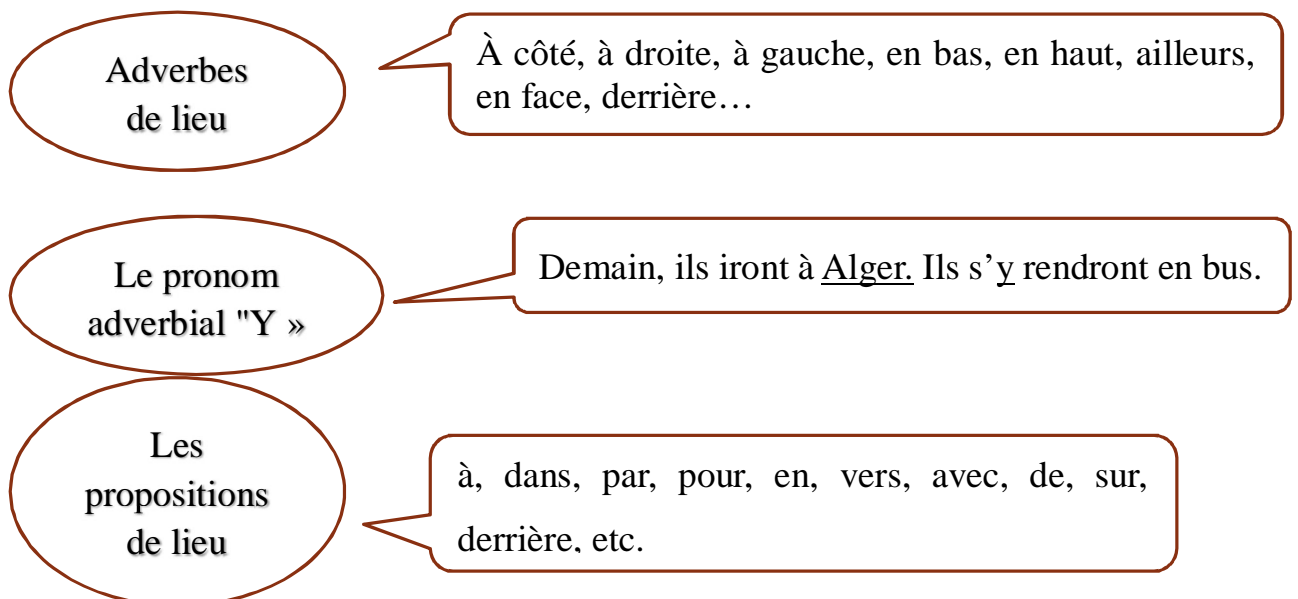 Adverbes
de lieu
À côté, à droite, à gauche, en bas, en haut, ailleurs,
en face, derrière…
Le pronom
adverbial "Y »
Demain, ils iront à Alger. Ils s’y rendront en bus.
Les
propositions
de lieu
à, dans, par, pour, en, vers, avec, de, sur,
derrière, etc.